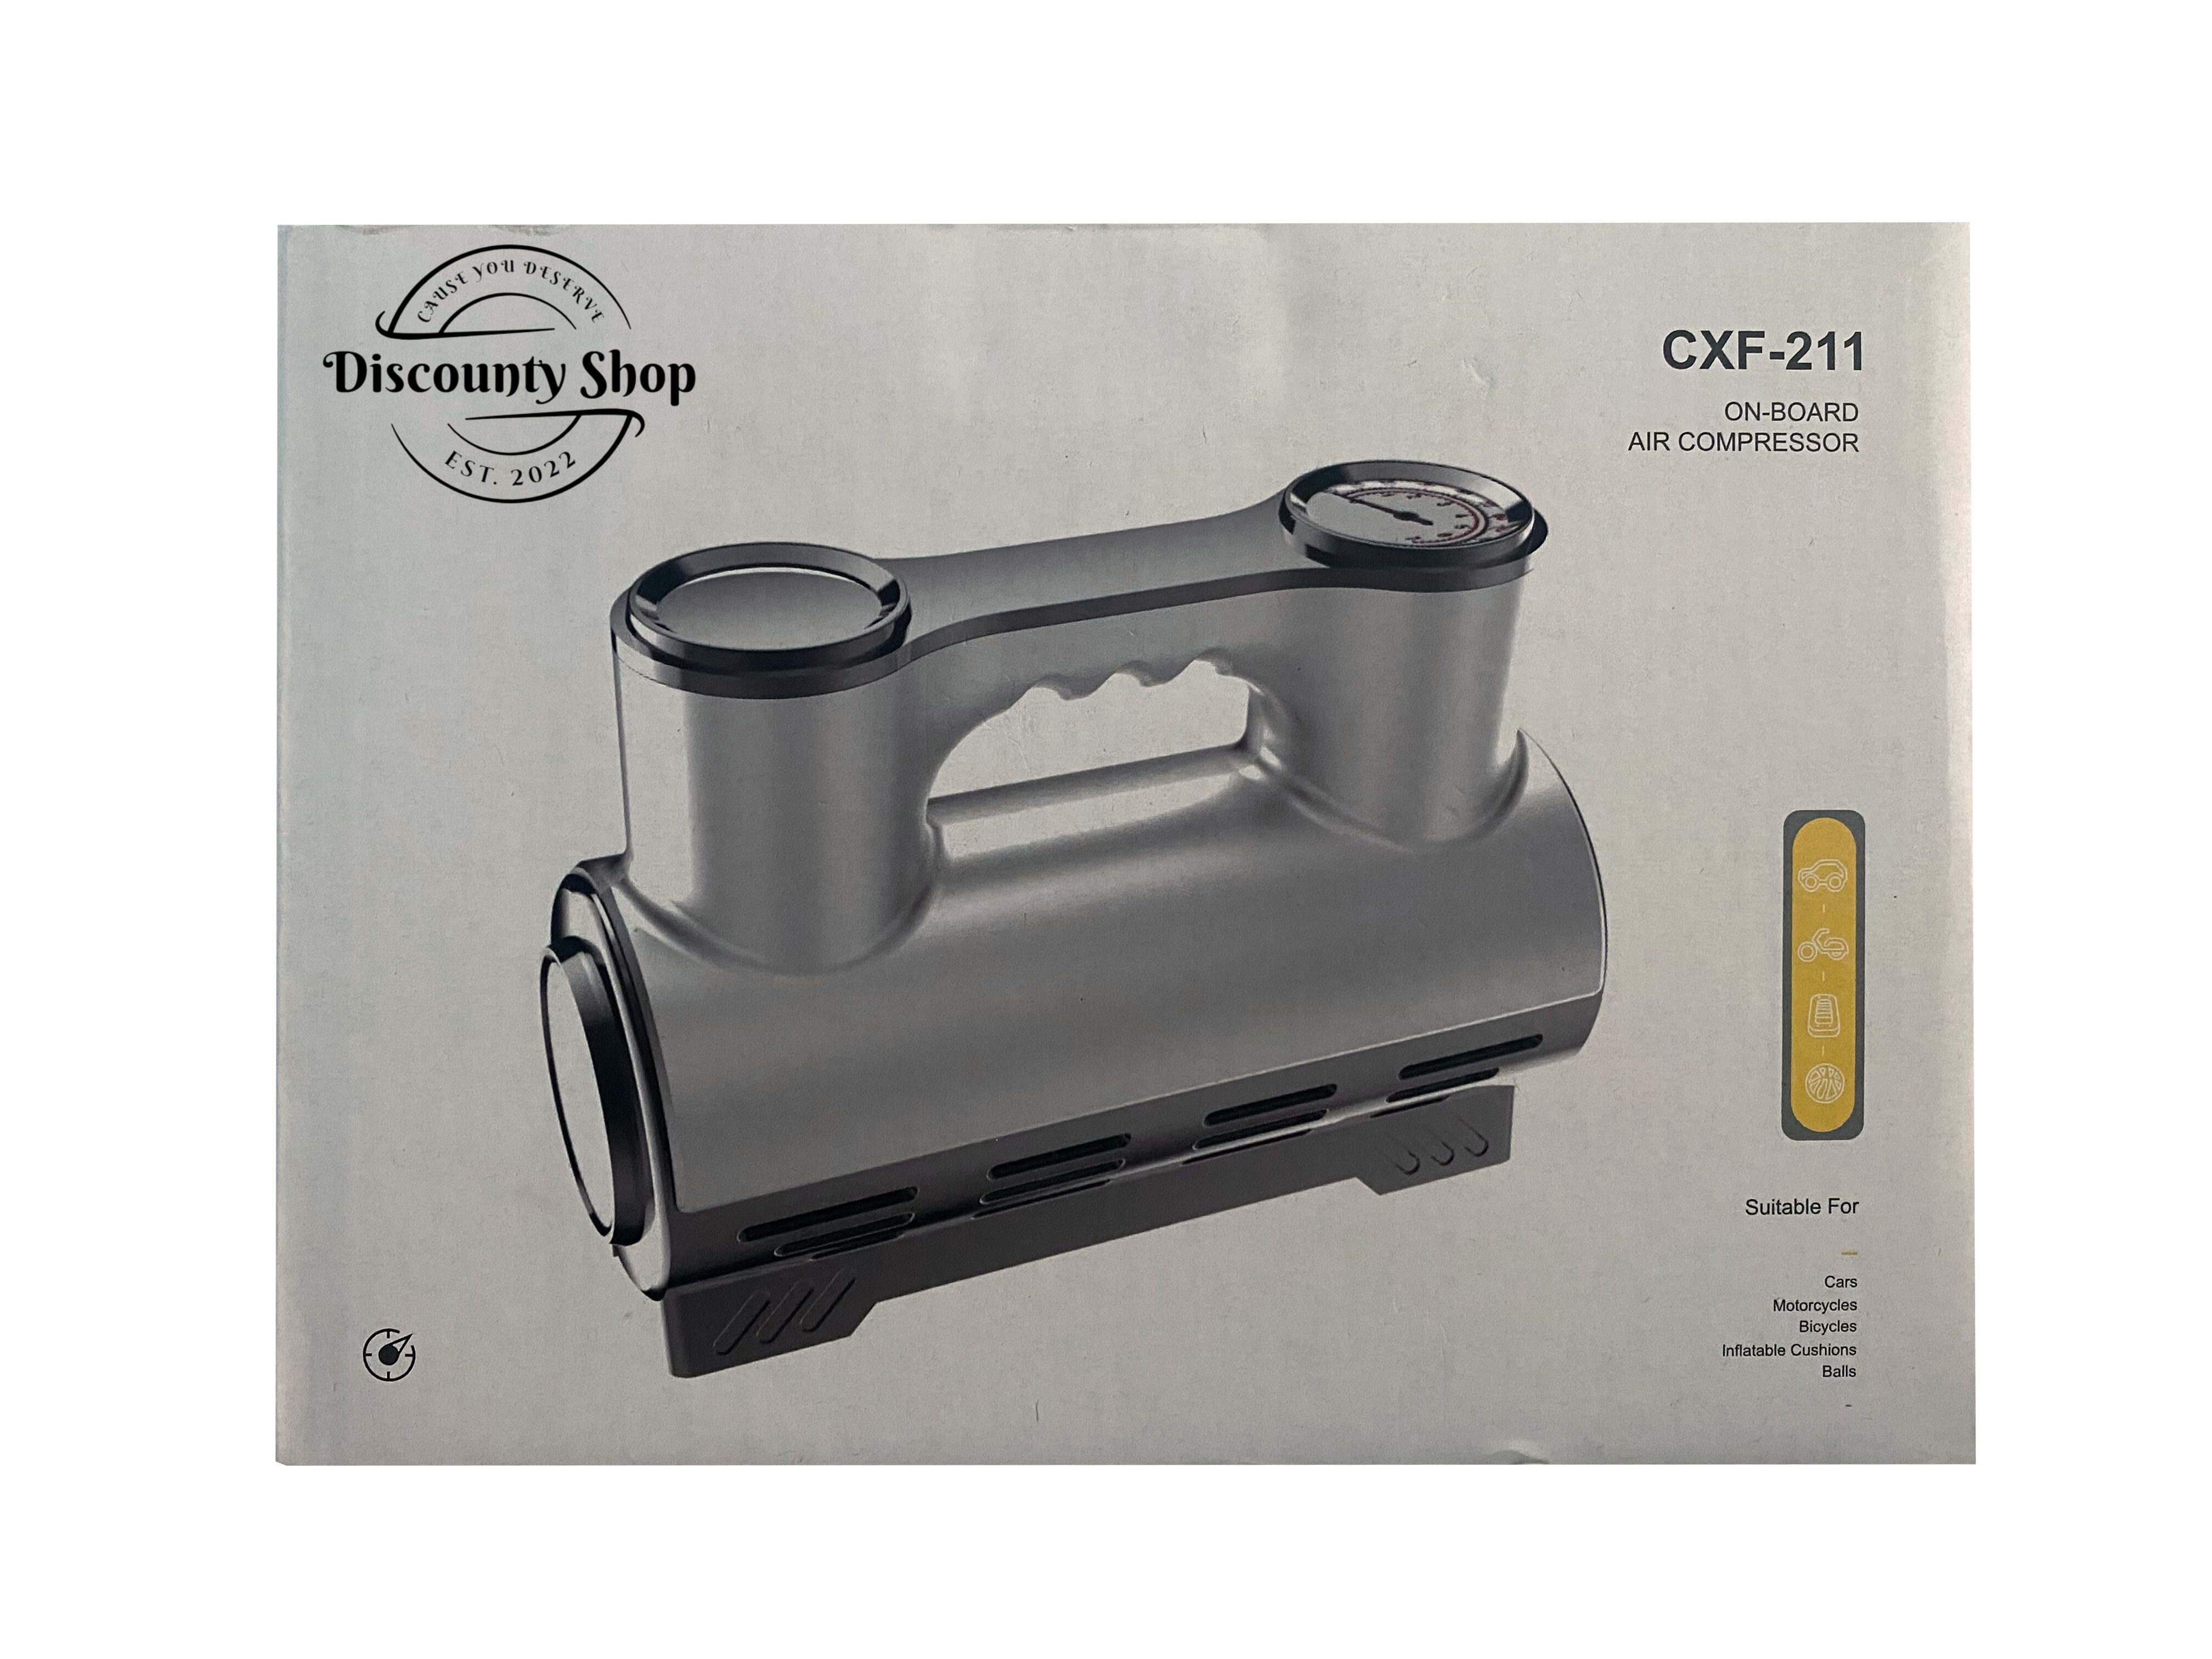 CAUSE YOU DESERVE
Discounty Shop
EST. 2022
CXF-211
ON-BOARD
AIR COMPRESSOR
Suitable For
Cars
Motorcycles
Bicycles
Inflatable Cushions
Balls